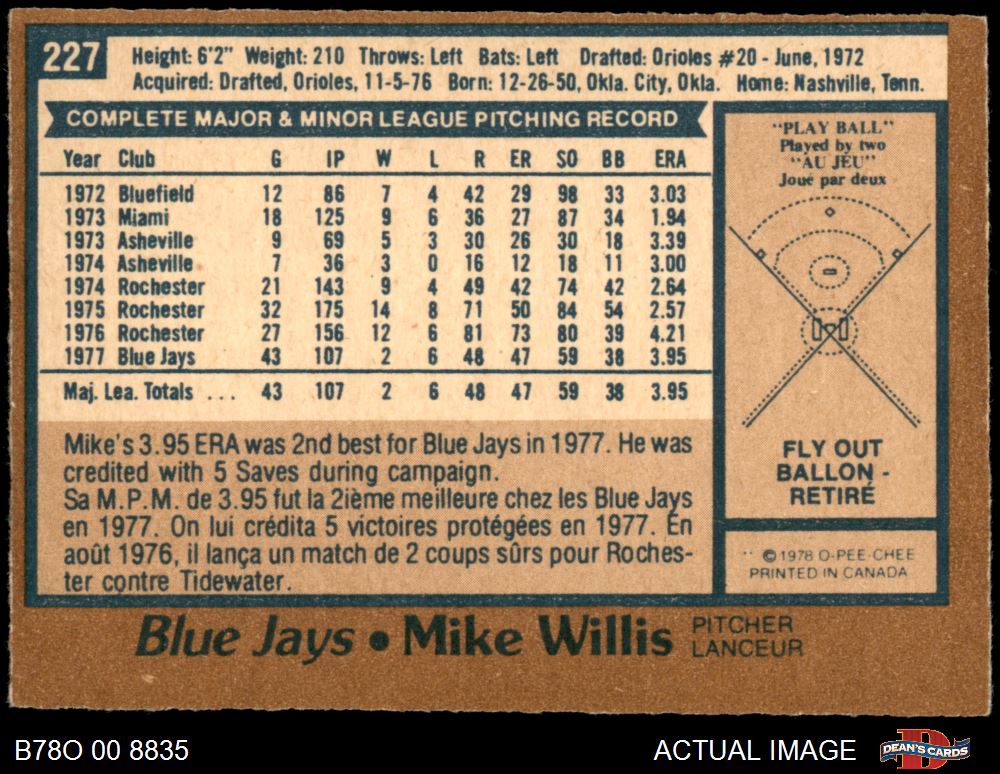 227
Height: 6'2" Weight: 210 Throws: Left Bats: Left Drafted: Orioles #20 - June, 1972
Acquired: Drafted, Orioles, 11-5-76 Born: 12-26-50, Okla. City, Okla. Home: Nashville, Tenn.
COMPLETE MAJOR & MINOR LEAGUE PITCHING RECORD
Year Club G IP W L R ER SO BB ERA
1972 Bluefield 12 86 7 4 42 29 98 33 3.03
1973 Miami 18 125 9 6 36 27 87 34 1.94
1973 Asheville 9 69 5 3 30 26 30 18 3.39
1974 Asheville 7 36 3 0 16 12 18 11 3.00
1974 Rochester 21 143 9 4 49 42 74 42 2.64
1975 Rochester 32 175 14 8 71 50 84 54 2.57
1976 Rochester 27 156 12 6 81 73 80 39 4.21
1977 Blue Jays 43 107 2 6 48 47 59 38 3.95
Maj. Lea. Totals ... 43 107 2 6 48 47 59 38 3.95
Mike's 3.95 ERA was 2nd best for Blue Jays in 1977. He was
credited with 5 Saves during campaign.
Sa M.P.M. de 3.95 fut la 2ième meilleure chez les Blue Jays
en 1977. On lui crédita 5 victoires protégées en 1977. En
août 1976, il lança un match de 2 coups sûrs pour Roches-
ter contre Tidewater.
"PLAY BALL"
Played by two
"AU JEU"
Joué par deux
FLY OUT
BALLON -
RETIRÉ
** © 1978 O-PEE-CHEE
PRINTED IN CANADA
Blue Jays • Mike Willis PITCHER
LANCEUR
B78O 00 8835
ACTUAL IMAGE
DEAN'S CARDS